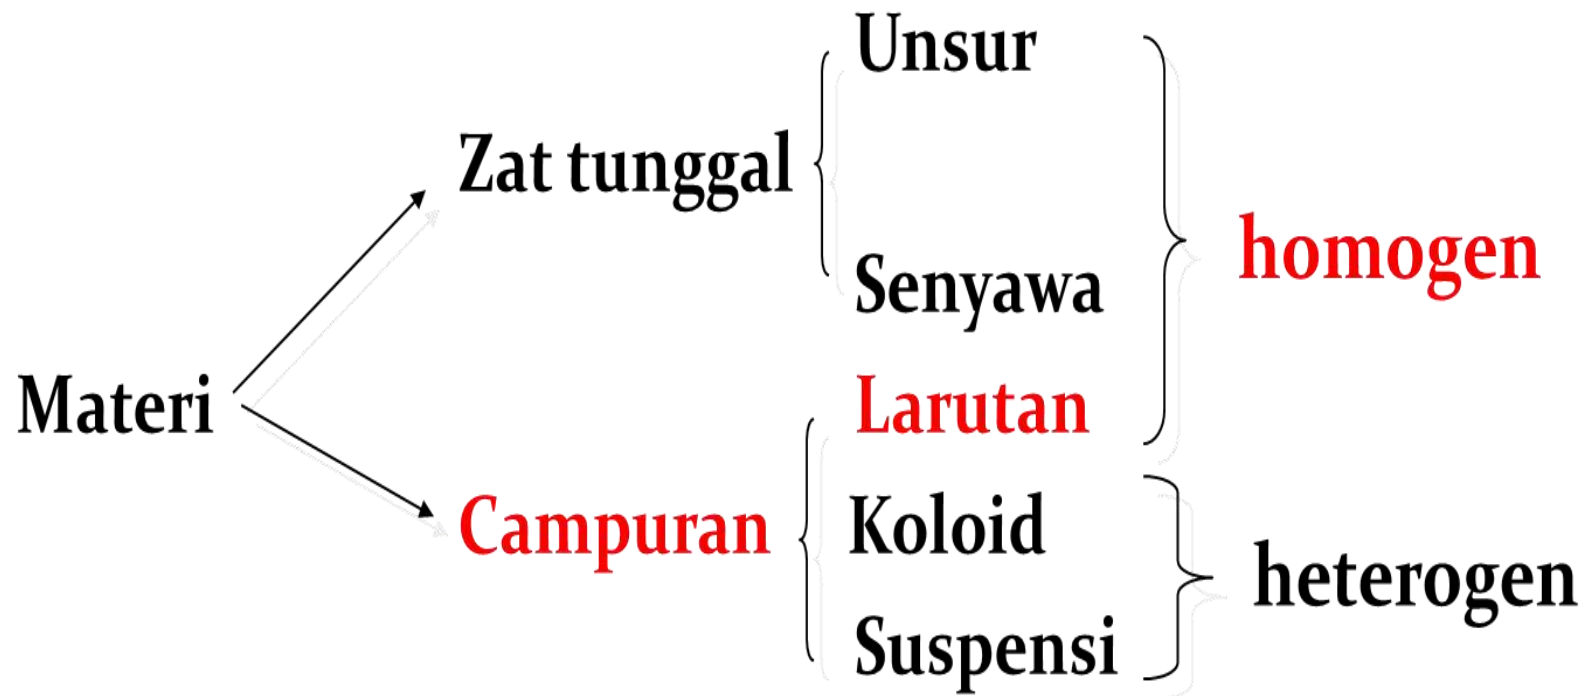 Unsur
Zat tunggal
homogen
Senyawa
Materi
Larutan
Campuran
Koloid
heterogen
Suspensi